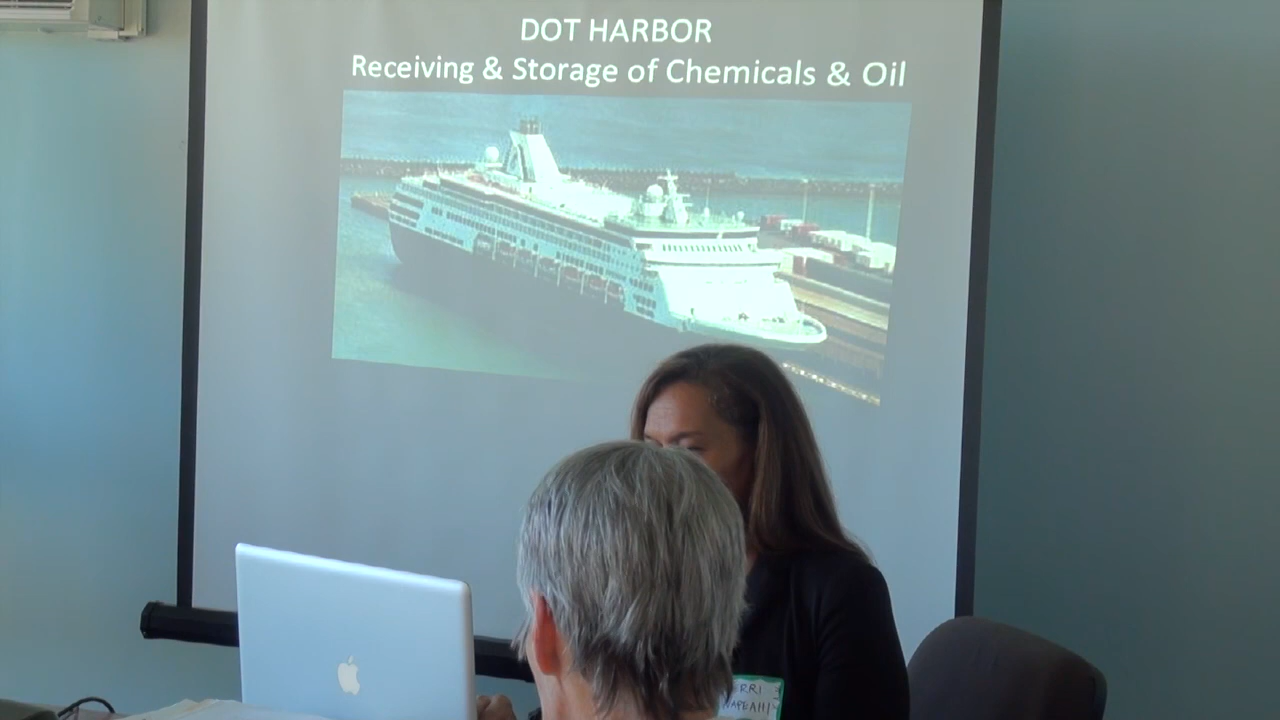 DOT HARBOR
Receiving & Storage of Chemicals & Oil